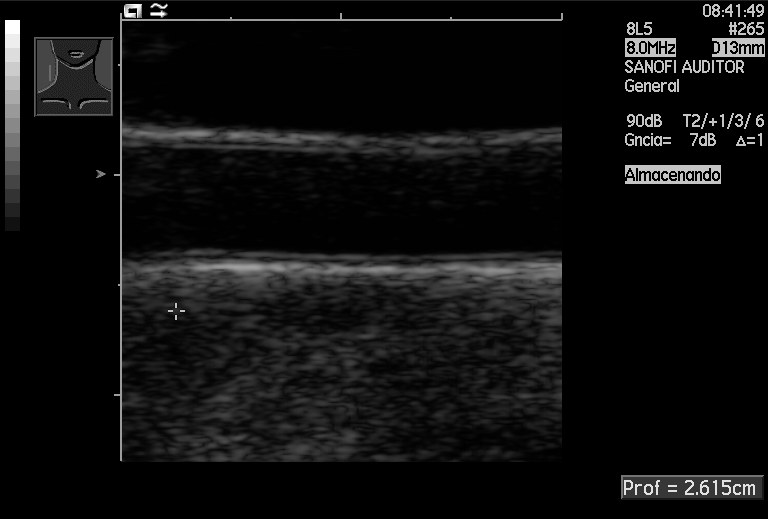 08:41:49
8L5 #265
8.0MHz D13mm
SANOFI AUDITOR
General
90dB T2/+1/3/ 6
Gncia= 7dB Δ=1
Almacenando
Prof = 2.615cm